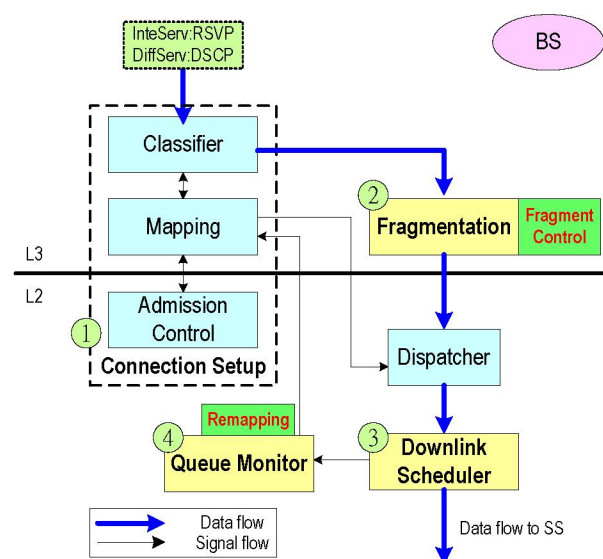 InteServ:RSVP
DiffServ:DSCP
BS
Classifier
2
Fragmentation
Fragment
Control
Mapping
L3
L2
Admission
Control
1
Connection Setup
Dispatcher
Remapping
4
Queue Monitor
3
Downlink
Scheduler
Data flow
Signal flow
Data flow to SS